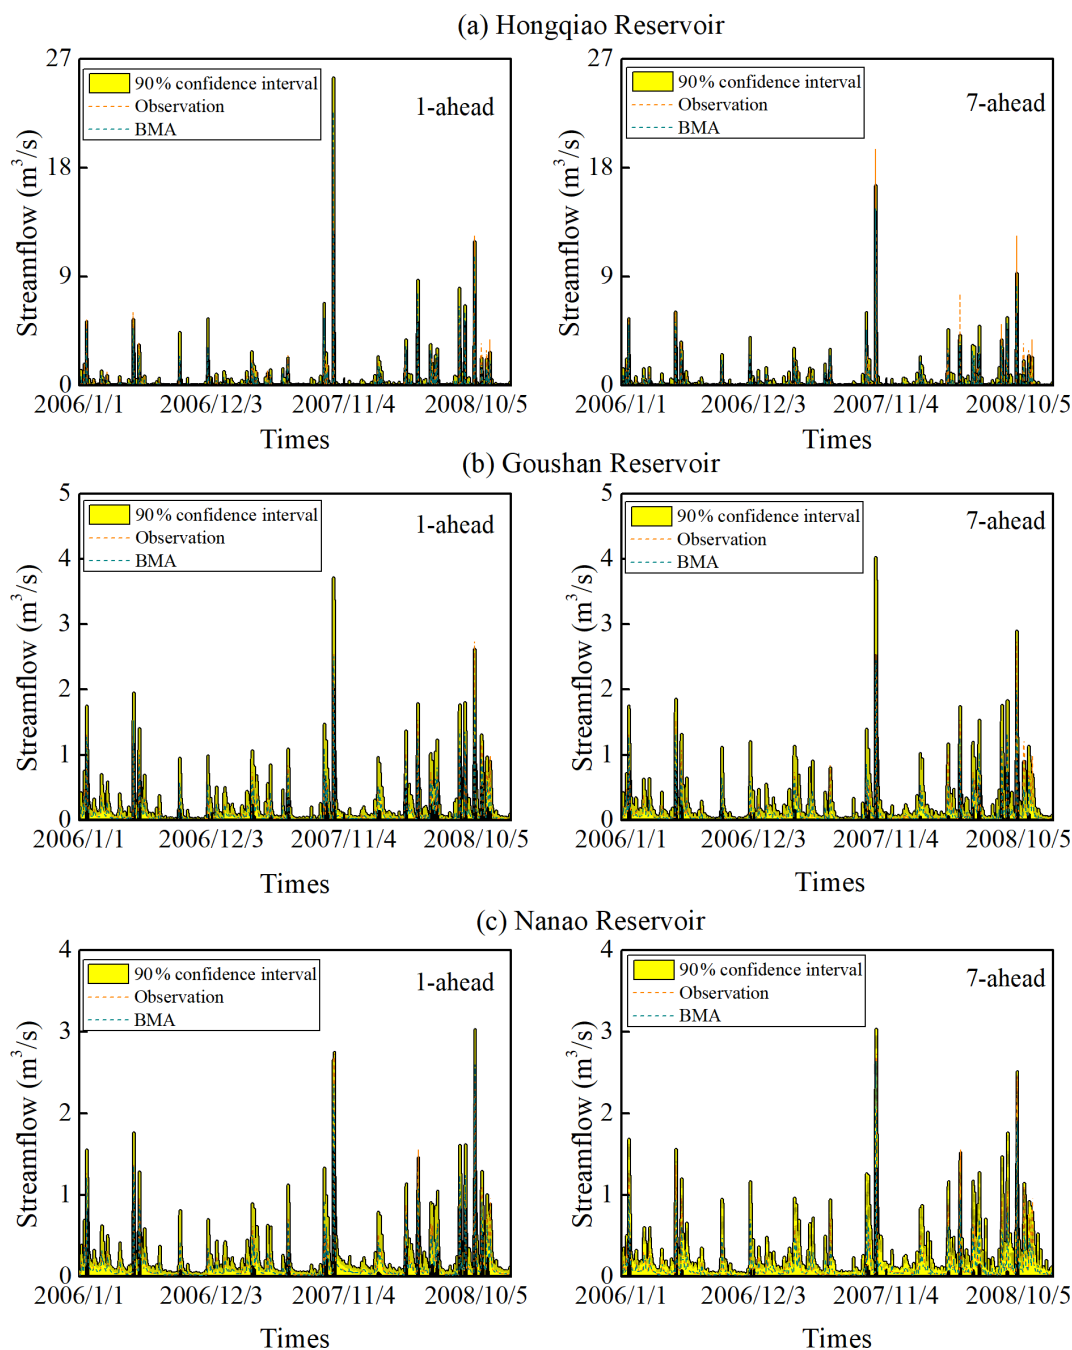 (a) Hongqiao Reservoir
27
18
9
0
Streamflow (m³/s)
90% confidence interval
Observation
BMA
1-ahead
2006/1/1 2006/12/3 2007/11/4 2008/10/5
Times
27
18
9
0
Streamflow (m³/s)
90% confidence interval
Observation
BMA
7-ahead
2006/1/1 2006/12/3 2007/11/4 2008/10/5
Times
(b) Goushan Reservoir
5
4
3
2
1
0
Streamflow (m³/s)
90% confidence interval
Observation
BMA
1-ahead
2006/1/1 2006/12/3 2007/11/4 2008/10/5
Times
5
4
3
2
1
0
Streamflow (m³/s)
90% confidence interval
Observation
BMA
7-ahead
2006/1/1 2006/12/3 2007/11/4 2008/10/5
Times
(c) Nanao Reservoir
4
3
2
1
0
Streamflow (m³/s)
90% confidence interval
Observation
BMA
1-ahead
2006/1/1 2006/12/3 2007/11/4 2008/10/5
Times
4
3
2
1
0
Streamflow (m³/s)
90% confidence interval
Observation
BMA
7-ahead
2006/1/1 2006/12/3 2007/11/4 2008/10/5
Times